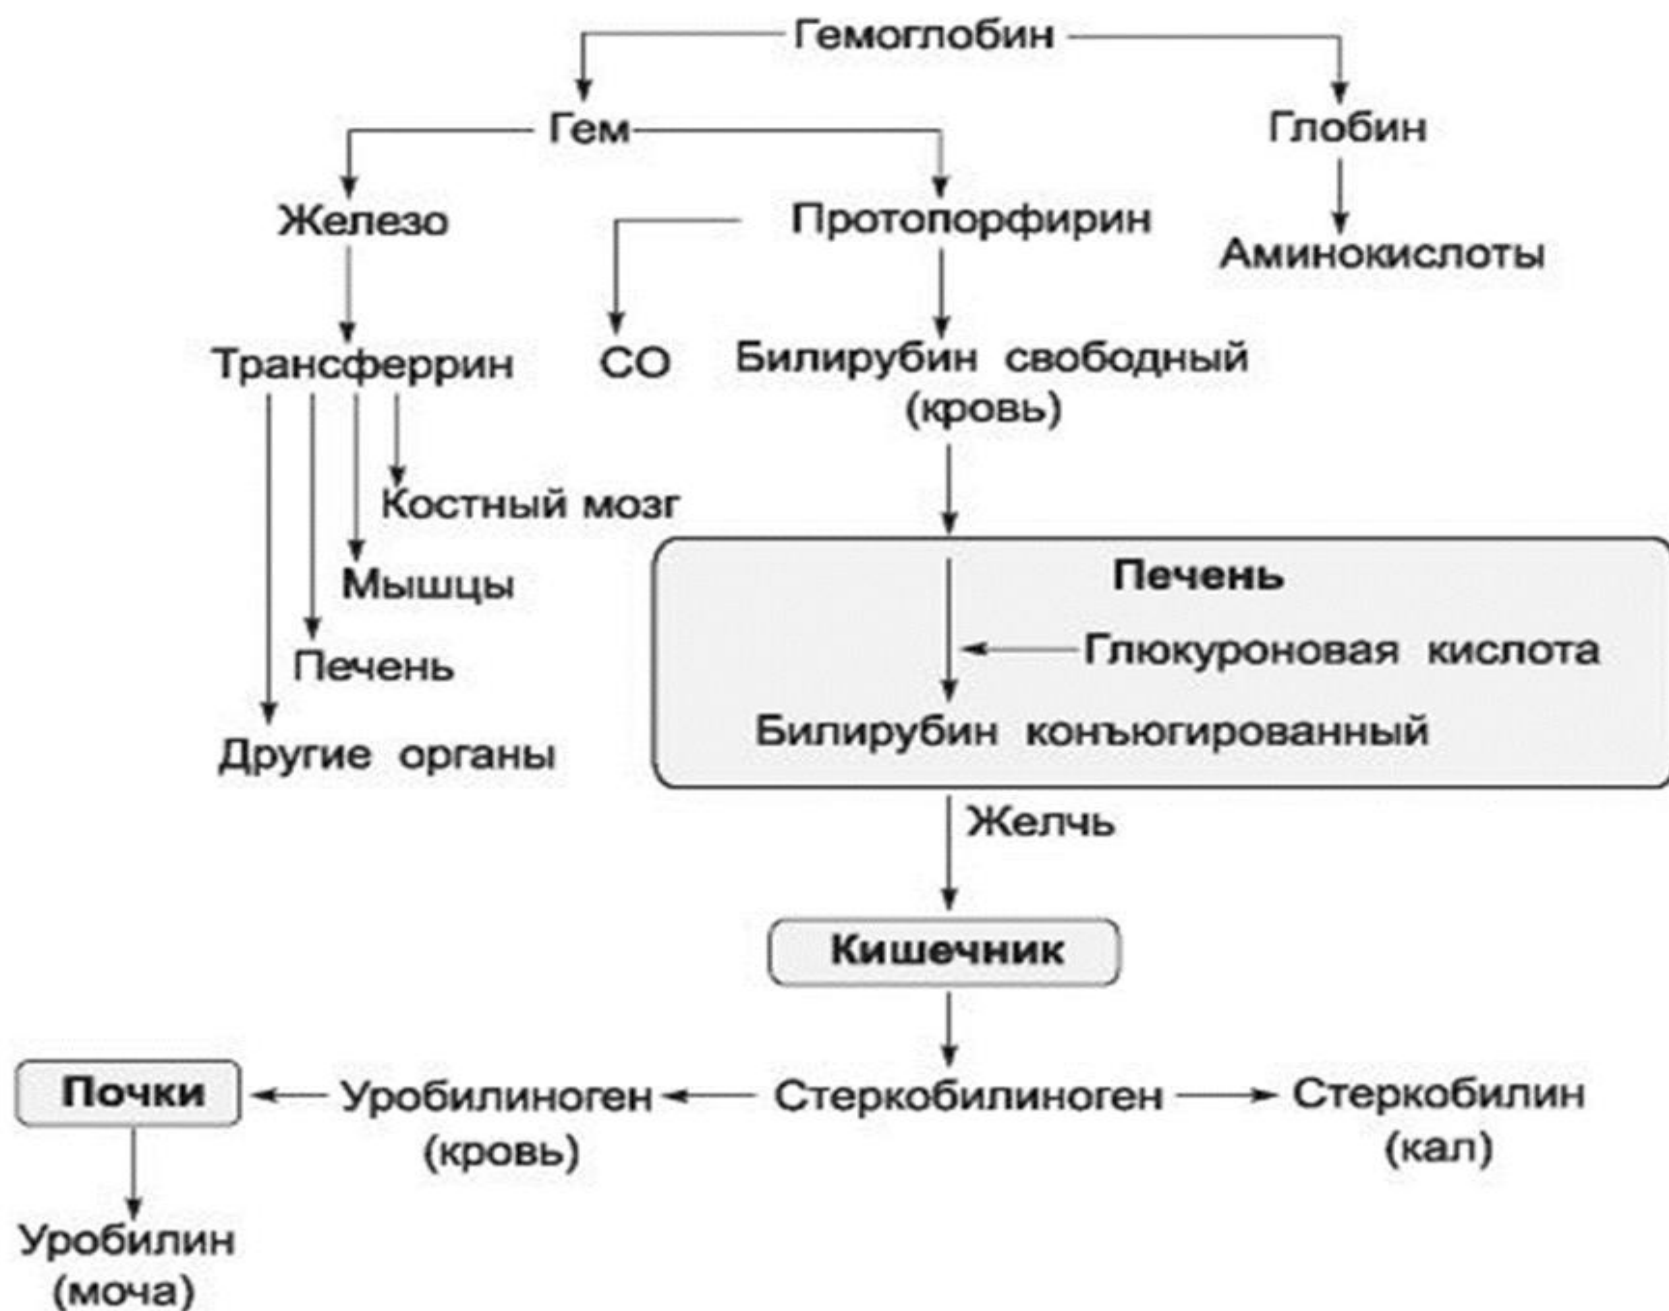 Гемоглобин
Гем
Глобин
Железо
Протопорфирин
Аминокислоты
Трансферрин
СО
Билирубин свободный
(кровь)
Костный мозг
Мышцы
Печень
Другие органы
Печень
Глюкуроновая кислота
Билирубин конъюгированный
Желчь
Кишечник
Почки
Уробилиноген
(кровь)
Стеркобилиноген
Стеркобилин
(кал)
Уробилин
(моча)